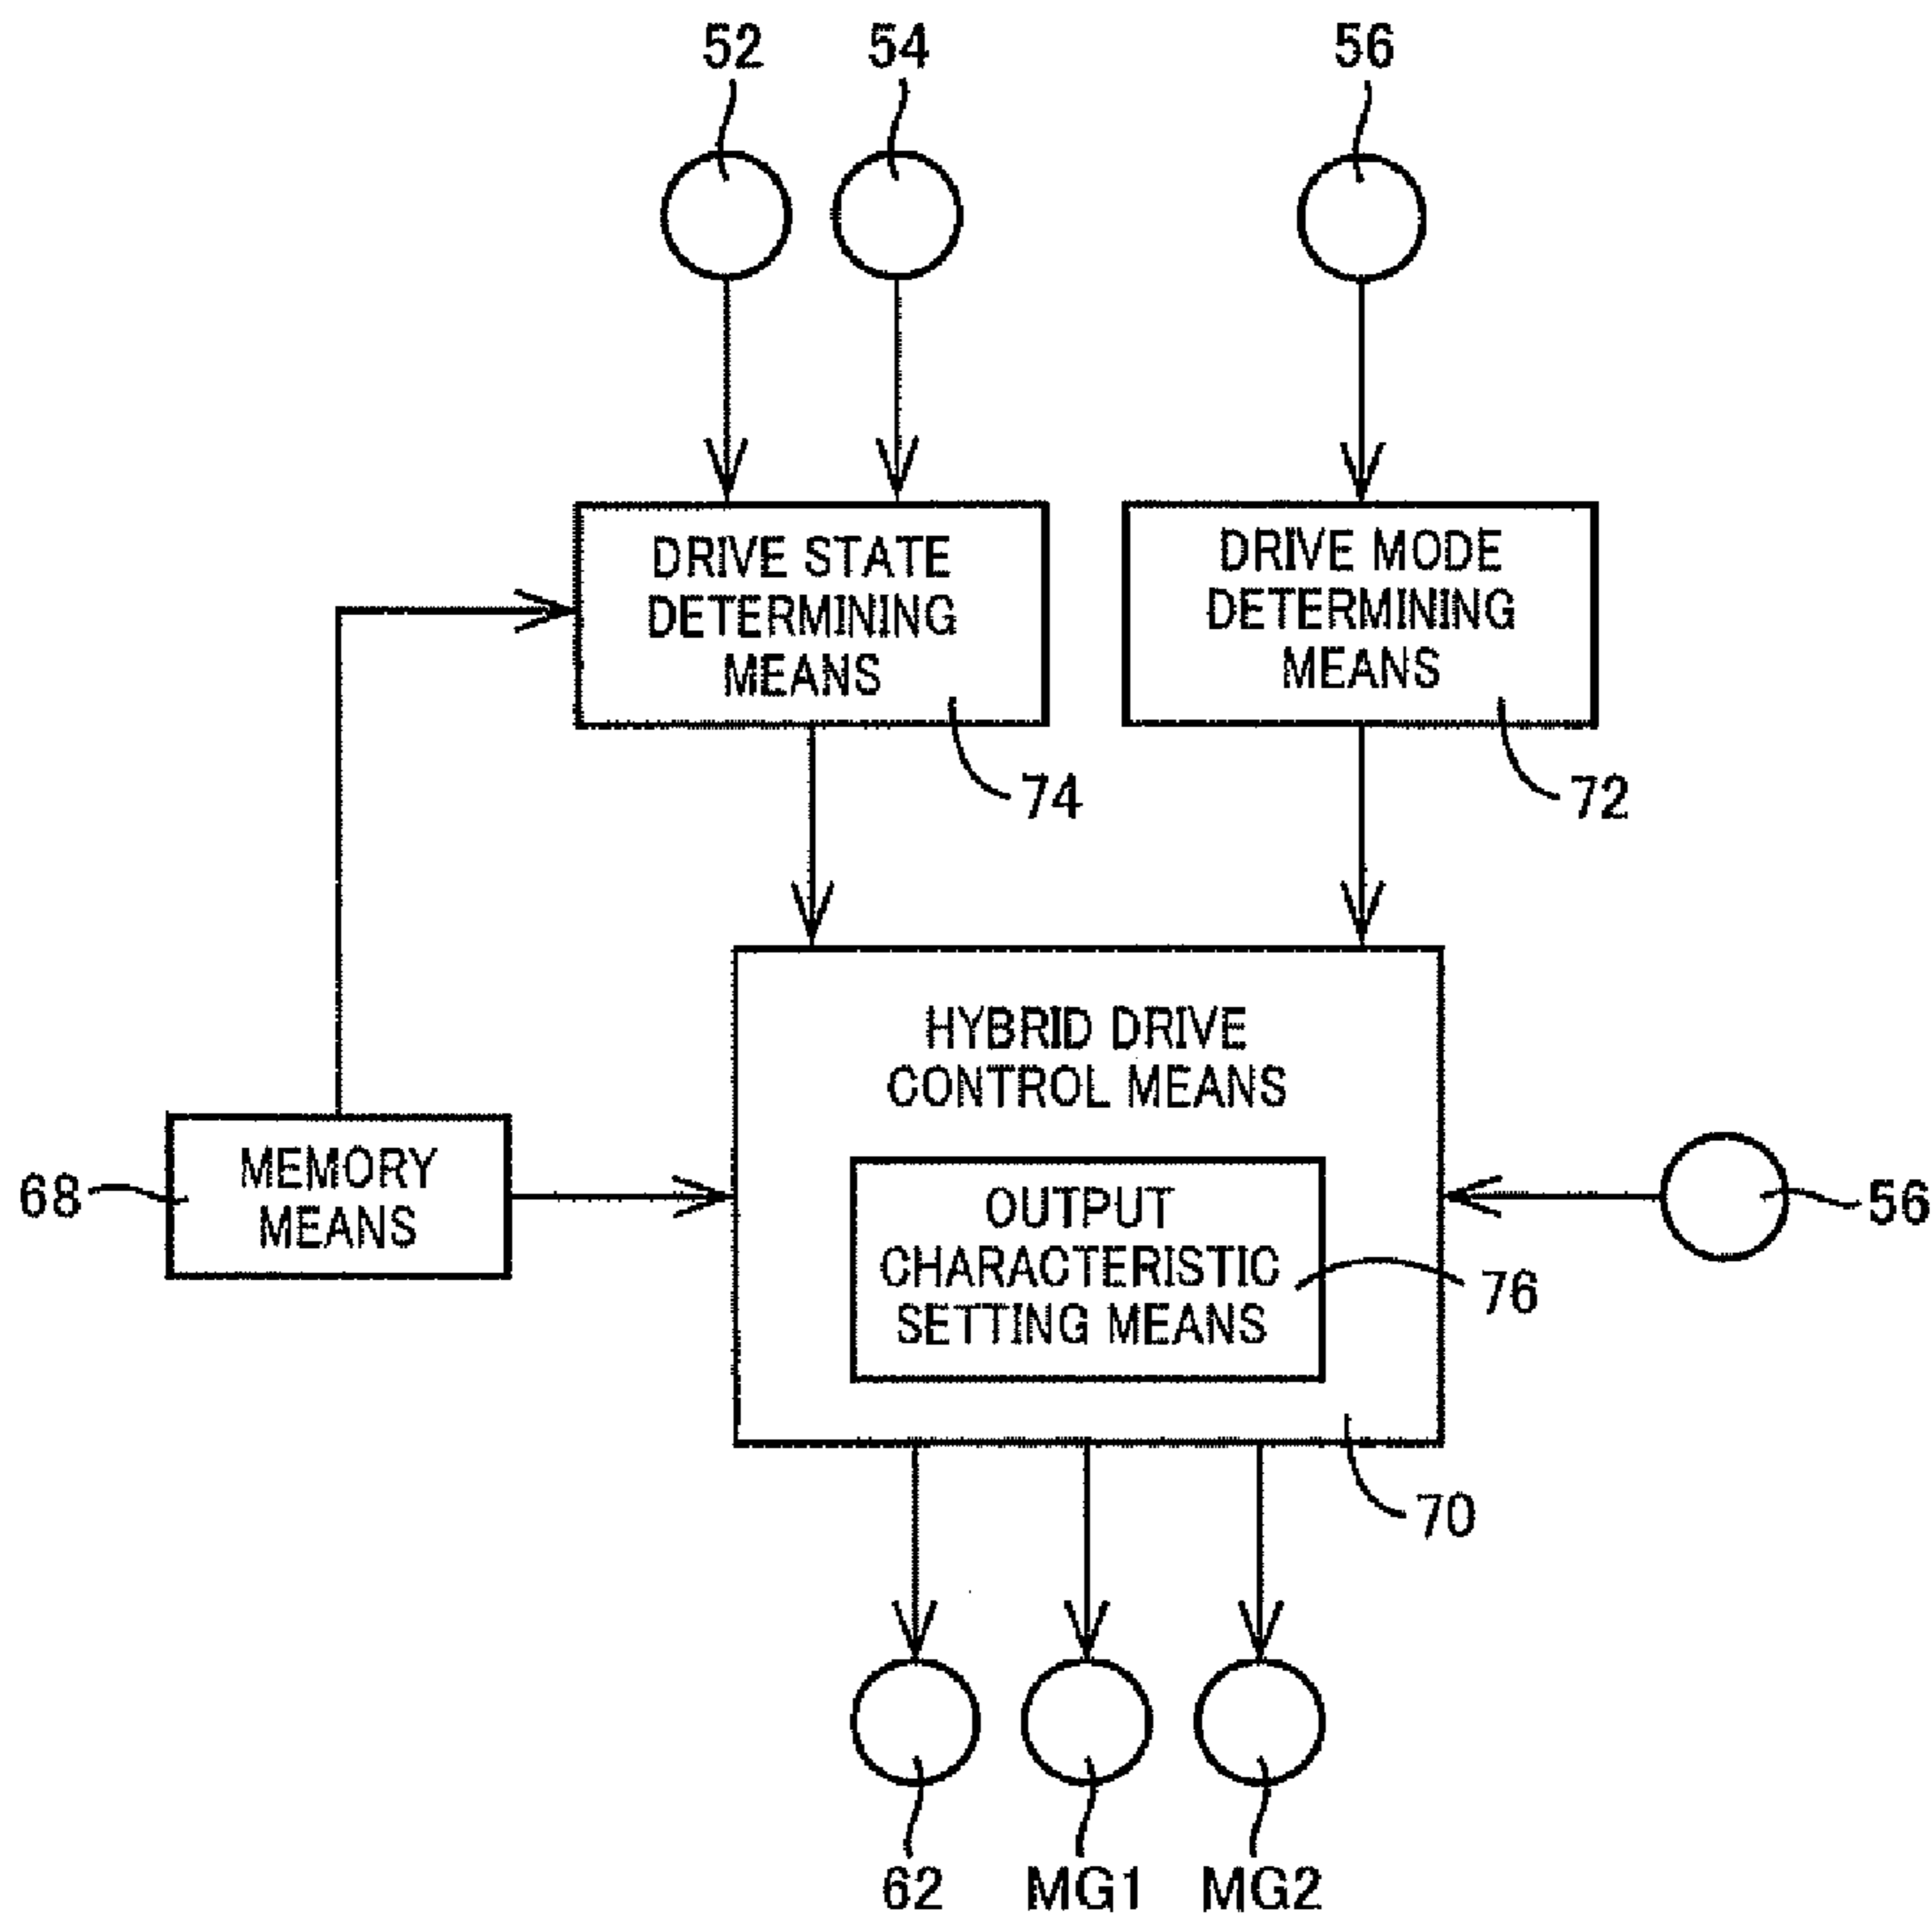 52
54
56
DRIVE STATE
DETERMINING
MEANS
DRIVE MODE
DETERMINING
MEANS
74
72
HYBRID DRIVE
CONTROL MEANS
68
MEMORY
MEANS
OUTPUT
CHARACTERISTIC
SETTING MEANS
56
76
70
62
MG1
MG2